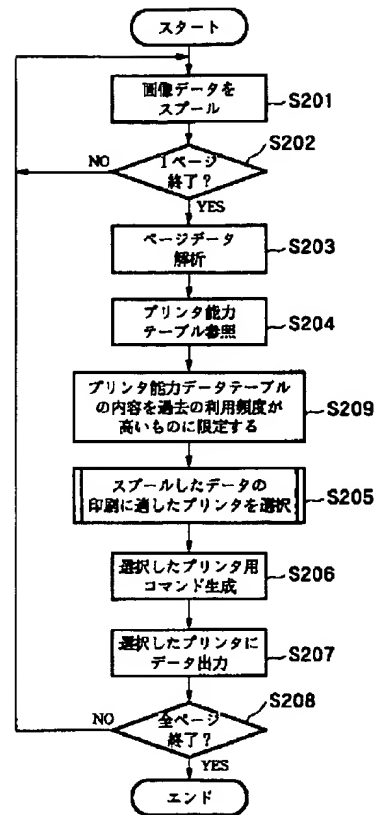 スタート
画像データを
スプール
S201
S202
NO
1ページ
終了?
YES
ページデータ
解析
S203
プリンタ能力
テーブル参照
S204
プリンタ能力データテーブル
の内容を過去の利用頻度が
高いものに限定する
S209
スプールしたデータの
印刷に適したプリンタを選択
S205
選択したプリンタ用
コマンド生成
S206
選択したプリンタに
データ出力
S207
S208
NO
全ページ
終了?
YES
エンド